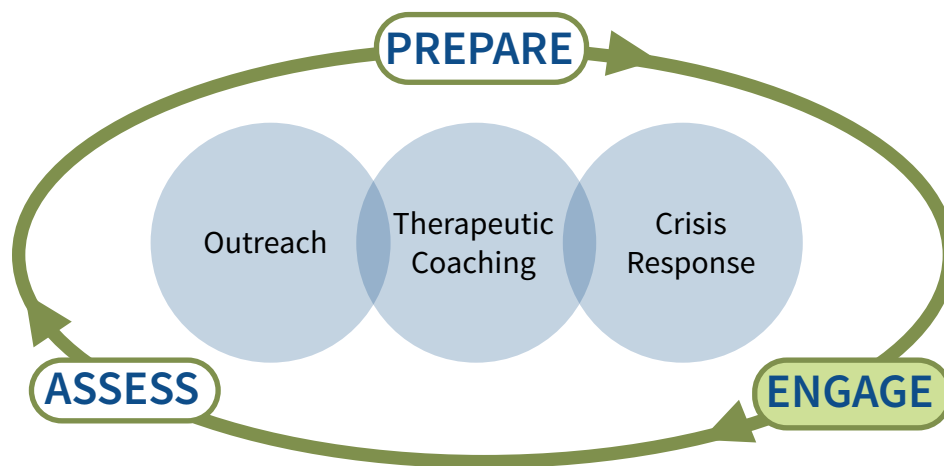 PREPARE
Outreach
Therapeutic
Coaching
Crisis
Response
ASSESS
ENGAGE